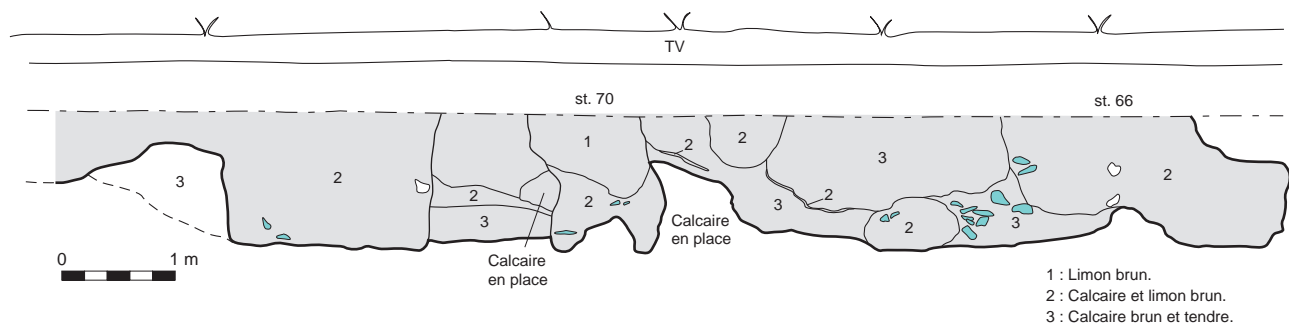 TV
st. 70
st. 66
1
2
2
3
3
2
2
2
2
3
3
2
2
3
Calcaire
en place
Calcaire
en place
0
1 m
1 : Limon brun.
2 : Calcaire et limon brun.
3 : Calcaire brun et tendre.